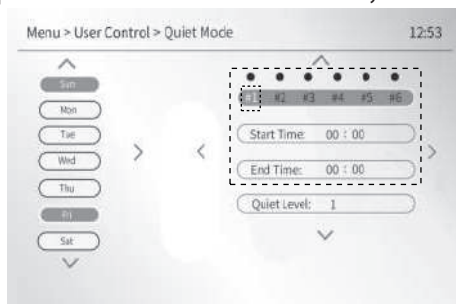 Menu > User Control > Quiet Mode 12:53
Sun
Mon
Tue
Wed
Thu
Fri
Sat
#1 #2 #3 #4 #5 #6
Start Time: 00 : 00
End Time: 00 : 00
Quiet Level: 1